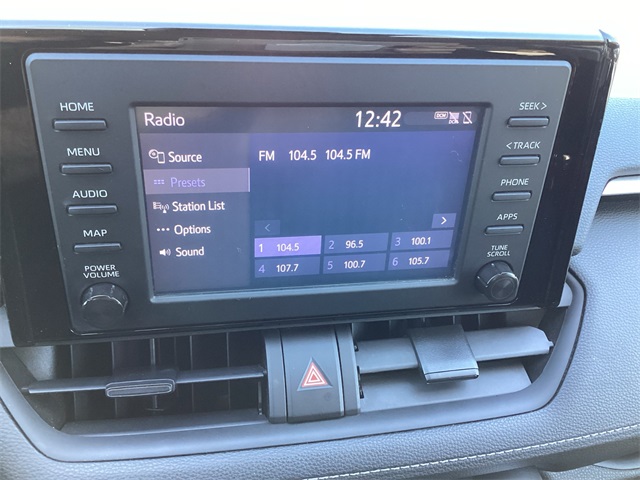 HOME
MENU
AUDIO
MAP
POWER
VOLUME
Radio
12:42
DCM
Source
Presets
Station List
Options
Sound
FM 104.5 104.5 FM
< >
1 104.5
2 96.5
3 100.1
4 107.7
5 100.7
6 105.7
SEEK >
< TRACK
PHONE
APPS
TUNE
SCROLL